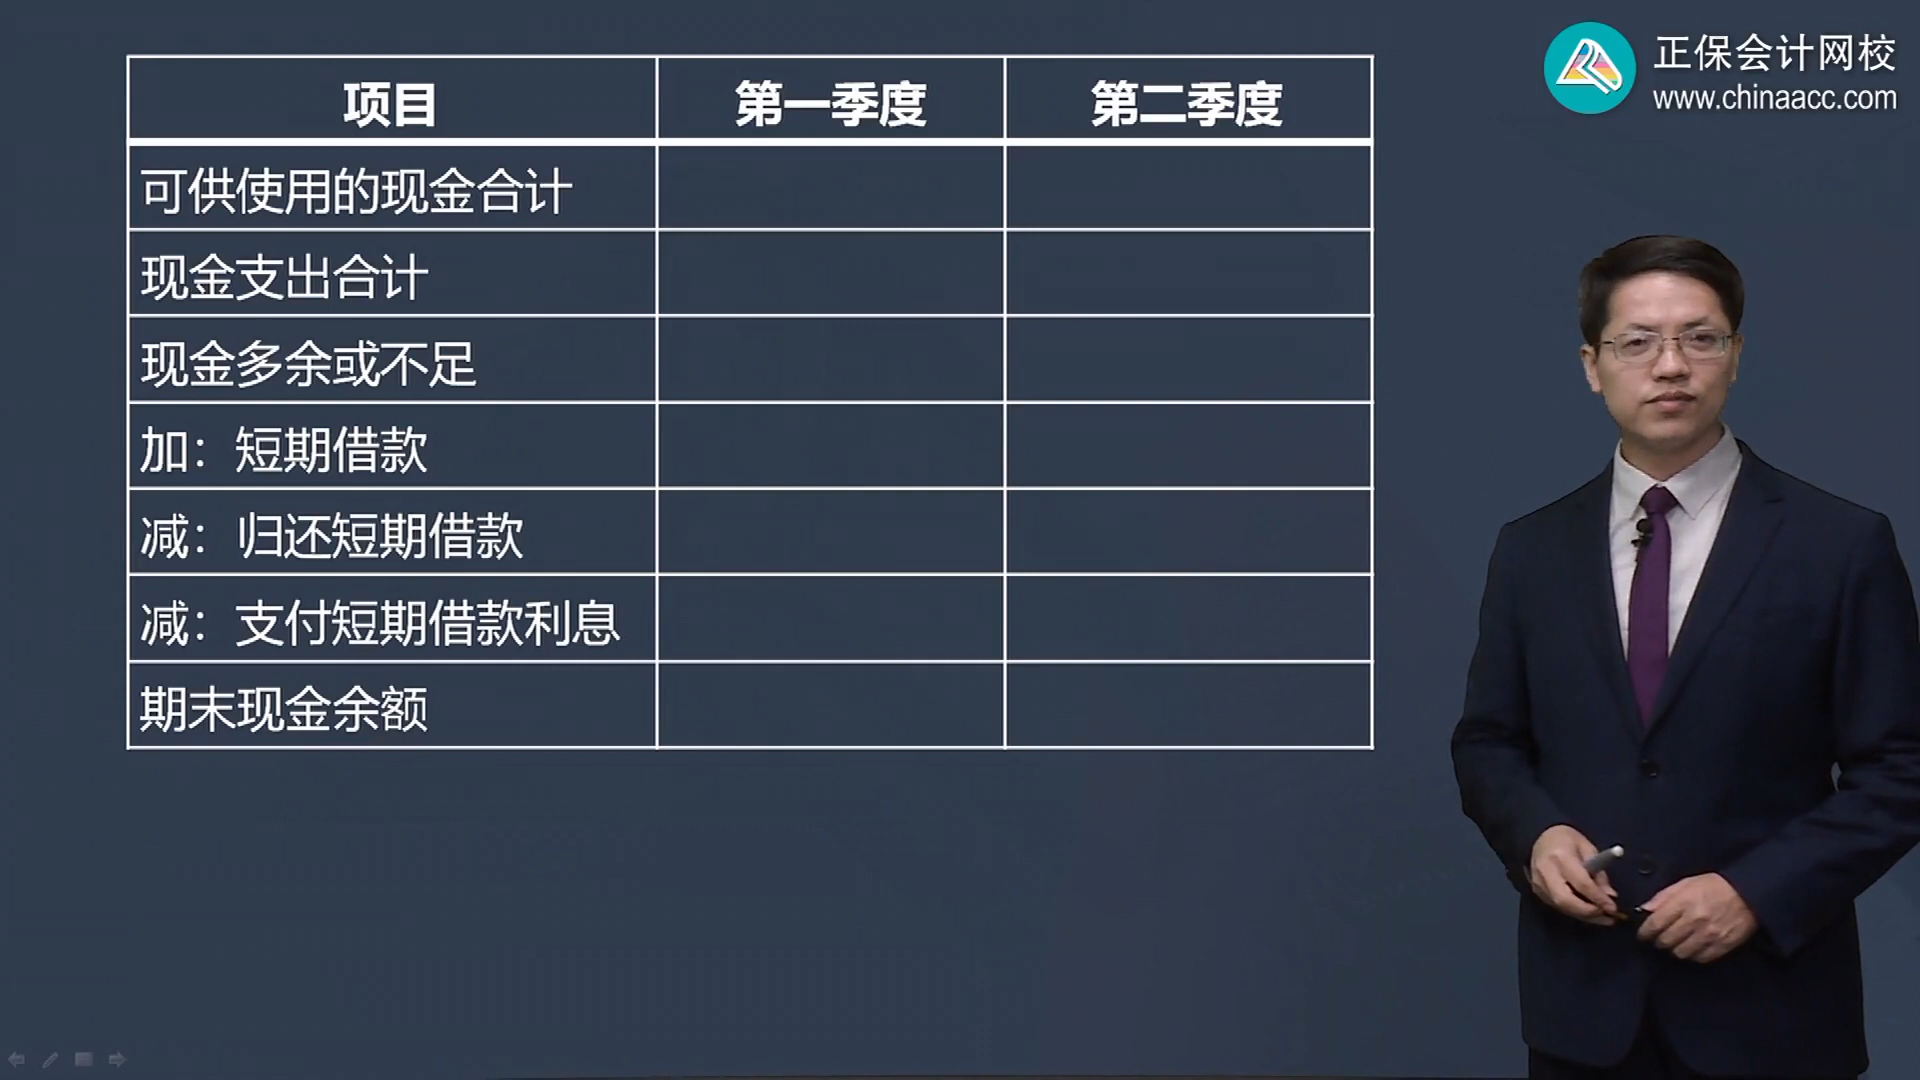 正保会计网校
www.chinaacc.com
项目 第一季度 第二季度
可供使用的现金合计
现金支出合计
现金多余或不足
加：短期借款
减：归还短期借款
减：支付短期借款利息
期末现金余额